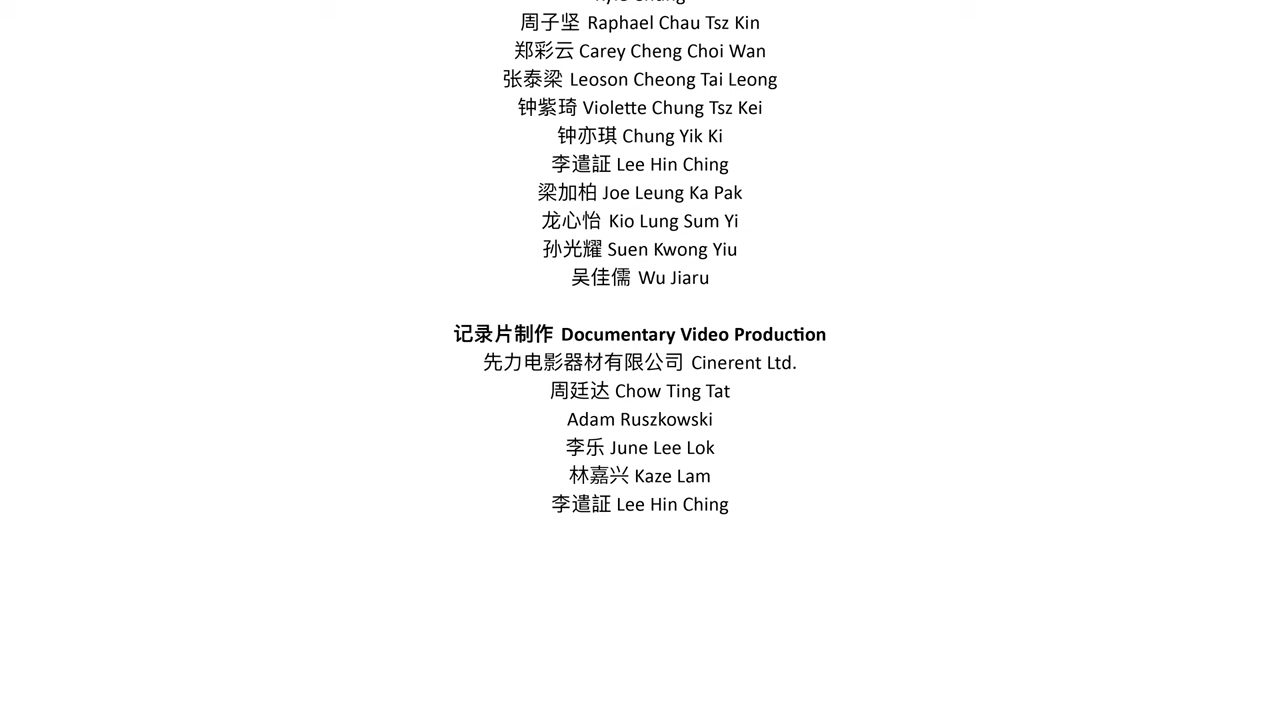 周子坚 Raphael Chau Tsz Kin
郑彩云 Carey Cheng Choi Wan
张泰梁 Leoson Cheong Tai Leong
钟紫琦 Violette Chung Tsz Kei
钟亦琪 Chung Yik Ki
李遣証 Lee Hin Ching
梁加柏 Joe Leung Ka Pak
龙心怡 Kio Lung Sum Yi
孙光耀 Suen Kwong Yiu
吴佳儒 Wu Jiaru
记录片制作 Documentary Video Production
先力电影器材有限公司 Cinerent Ltd.
周廷达 Chow Ting Tat
Adam Ruszkowski
李乐 June Lee Lok
林嘉兴 Kaze Lam
李遣証 Lee Hin Ching